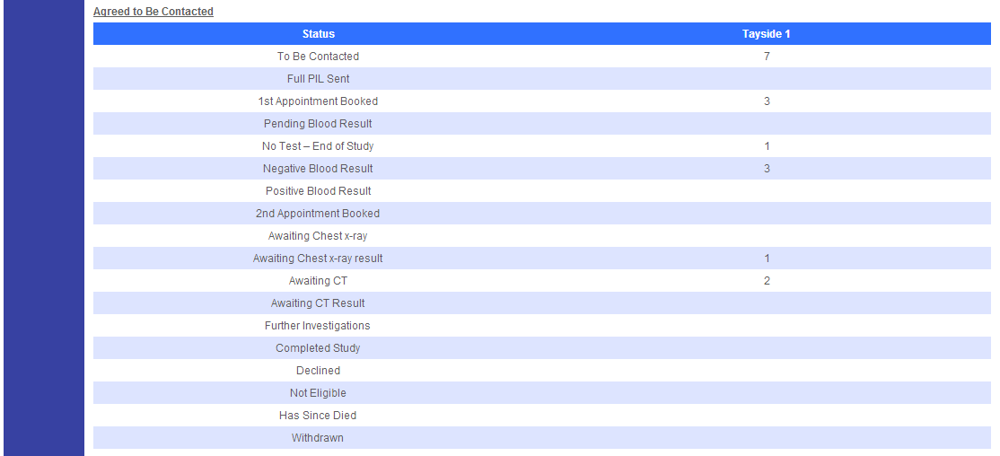 Agreed to Be Contacted
Status Tayside 1
To Be Contacted 7
Full PIL Sent
1st Appointment Booked 3
Pending Blood Result
No Test – End of Study 1
Negative Blood Result 3
Positive Blood Result
2nd Appointment Booked
Awaiting Chest x-ray
Awaiting Chest x-ray result 1
Awaiting CT 2
Awaiting CT Result
Further Investigations
Completed Study
Declined
Not Eligible
Has Since Died
Withdrawn